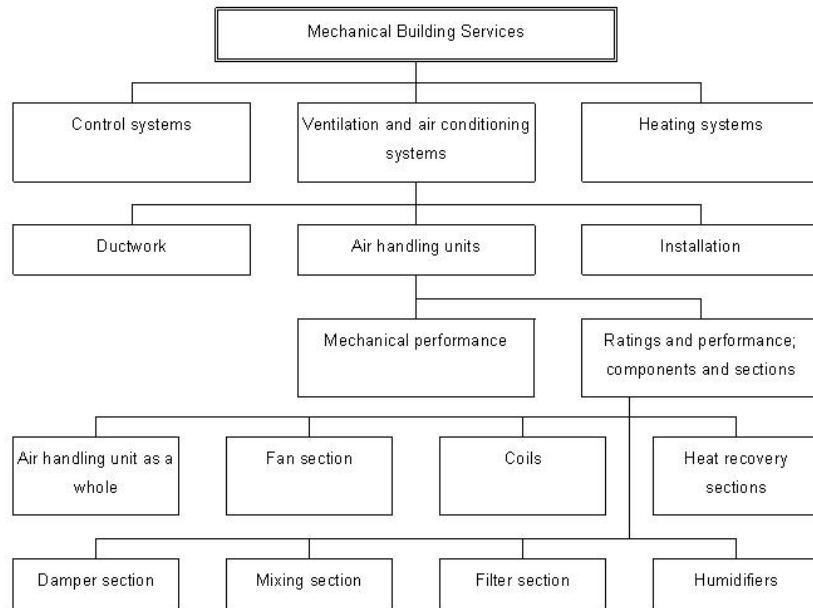 Mechanical Building Services
Control systems
Ventilation and air conditioning
systems
Heating systems
Ductwork
Air handling units
Installation
Mechanical performance
Ratings and performance;
components and sections
Air handling unit as a
whole
Fan section
Coils
Heat recovery
sections
Damper section
Mixing section
Filter section
Humidifiers